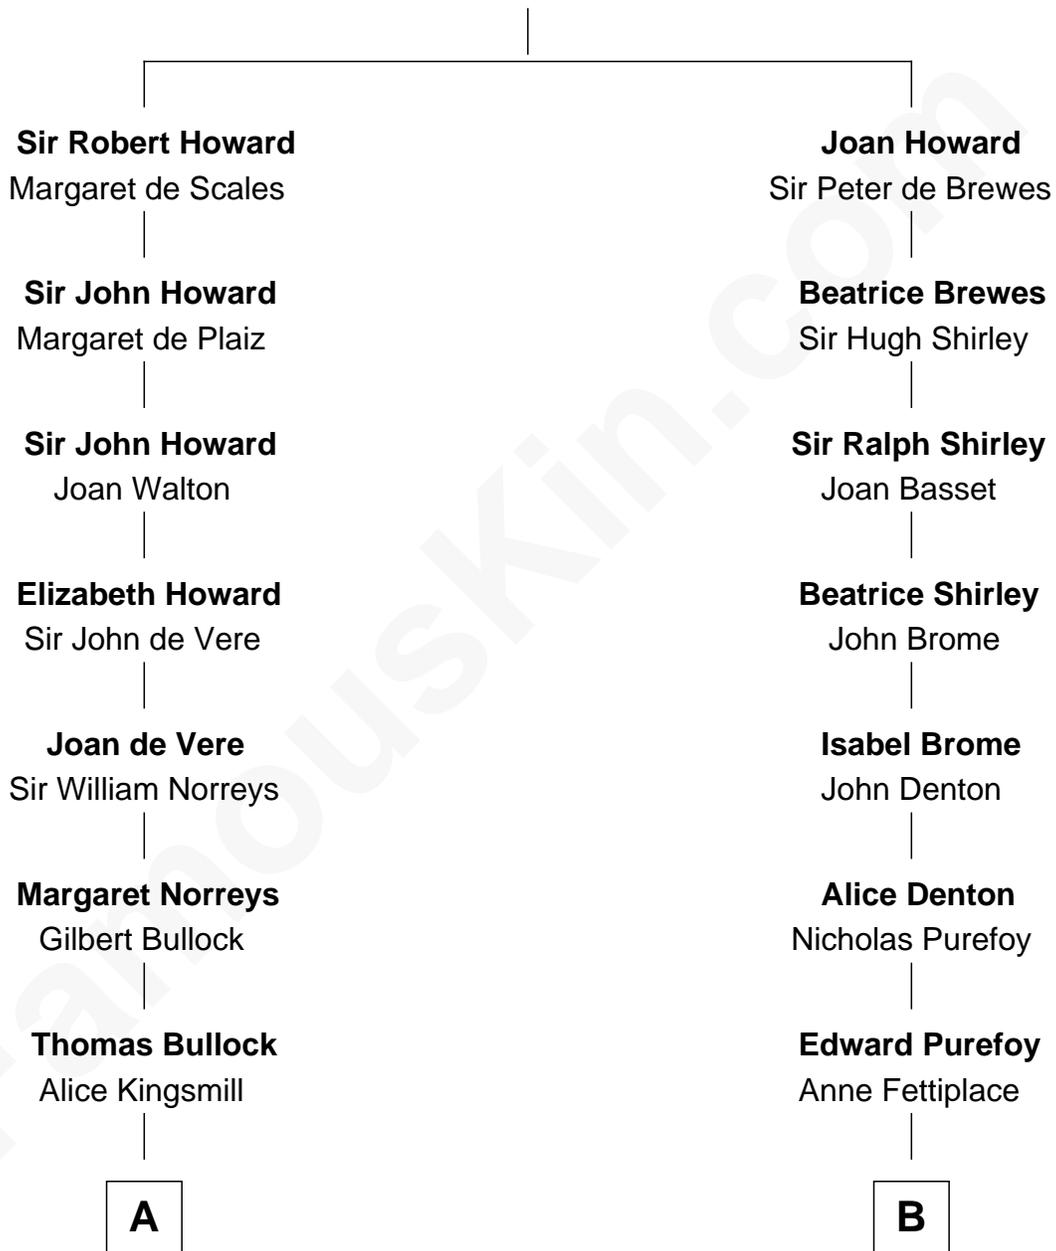 Sir Robert Howard
Margaret de Scales
Sir John Howard
Margaret de Plaiz
Sir John Howard
Joan Walton
Elizabeth Howard
Sir John de Vere
Joan de Vere
Sir William Norreys
Margaret Norreys
Gilbert Bullock
Thomas Bullock
Alice Kingsmill
A
Joan Howard
Sir Peter de Brewes
Beatrice Brewes
Sir Hugh Shirley
Sir Ralph Shirley
Joan Basset
Beatrice Shirley
John Brome
Isabel Brome
John Denton
Alice Denton
Nicholas Purefoy
Edward Purefoy
Anne Fettiplace
B
FamousKin.com